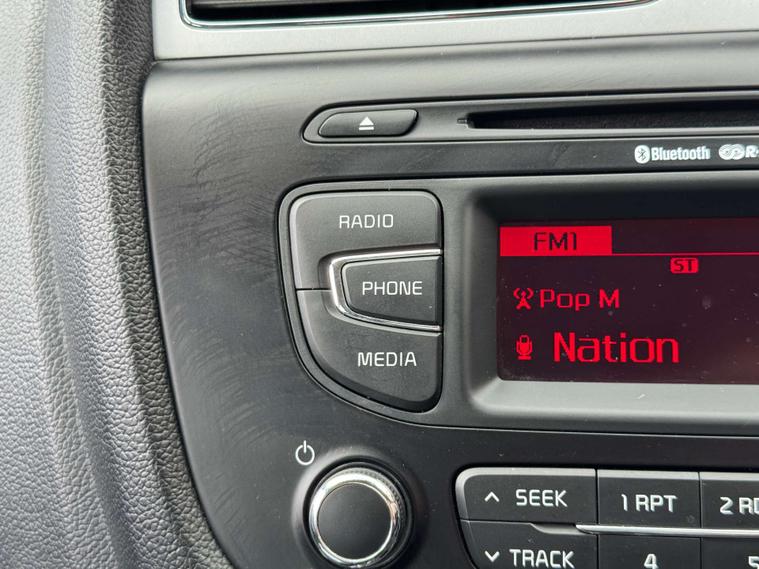 Bluetooth
RADIO
FM1
ST
PHONE
Pop M
MEDIA
Nation
SEEK
1 RPT
TRACK
4